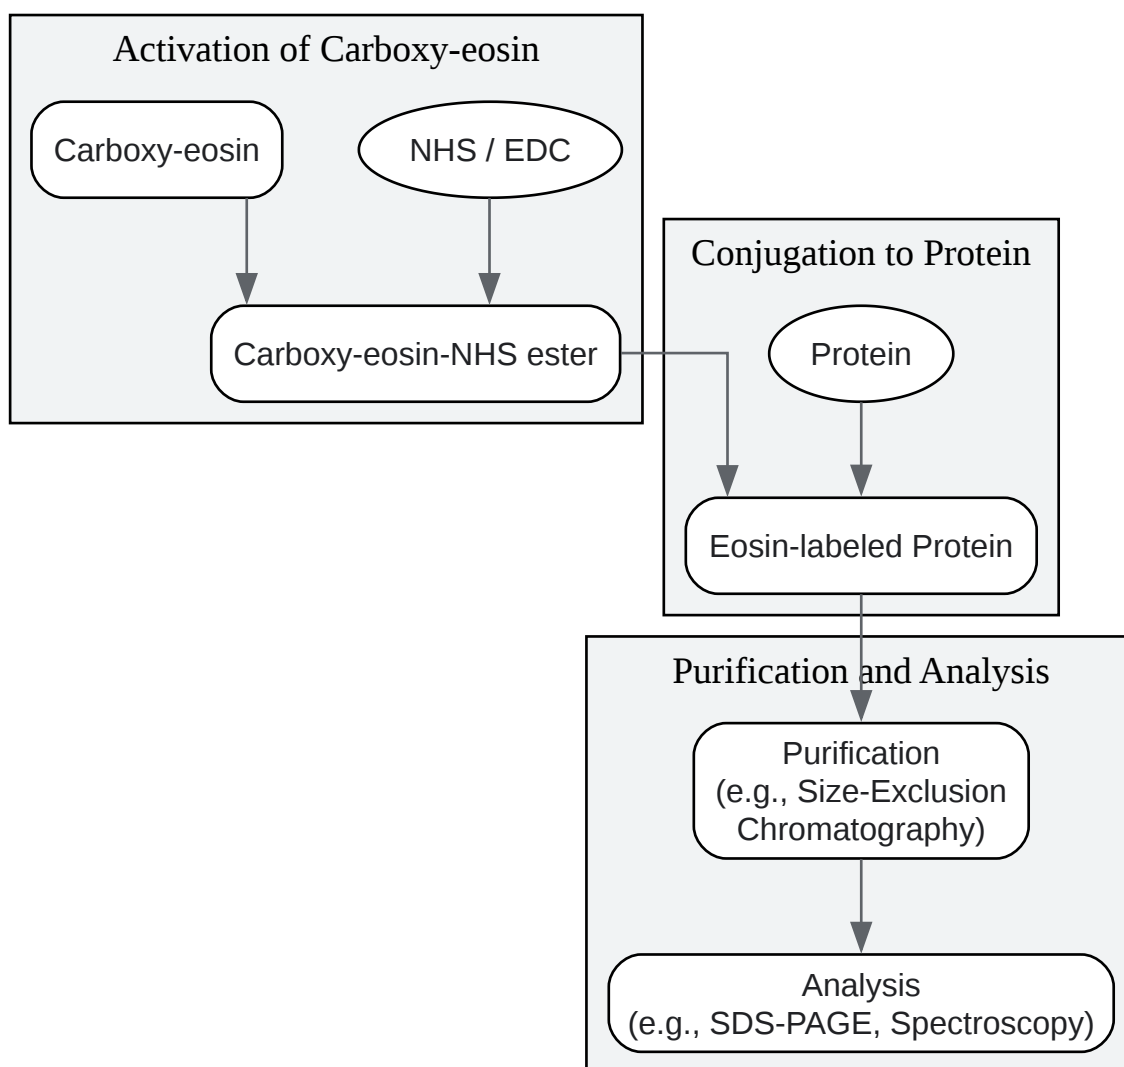 Activation of Carboxy-eosin
Carboxy-eosin
NHS / EDC
Carboxy-eosin-NHS ester
Conjugation to Protein
Protein
Eosin-labeled Protein
Purification and Analysis
Purification
(e.g., Size-Exclusion
Chromatography)
Analysis
(e.g., SDS-PAGE, Spectroscopy)